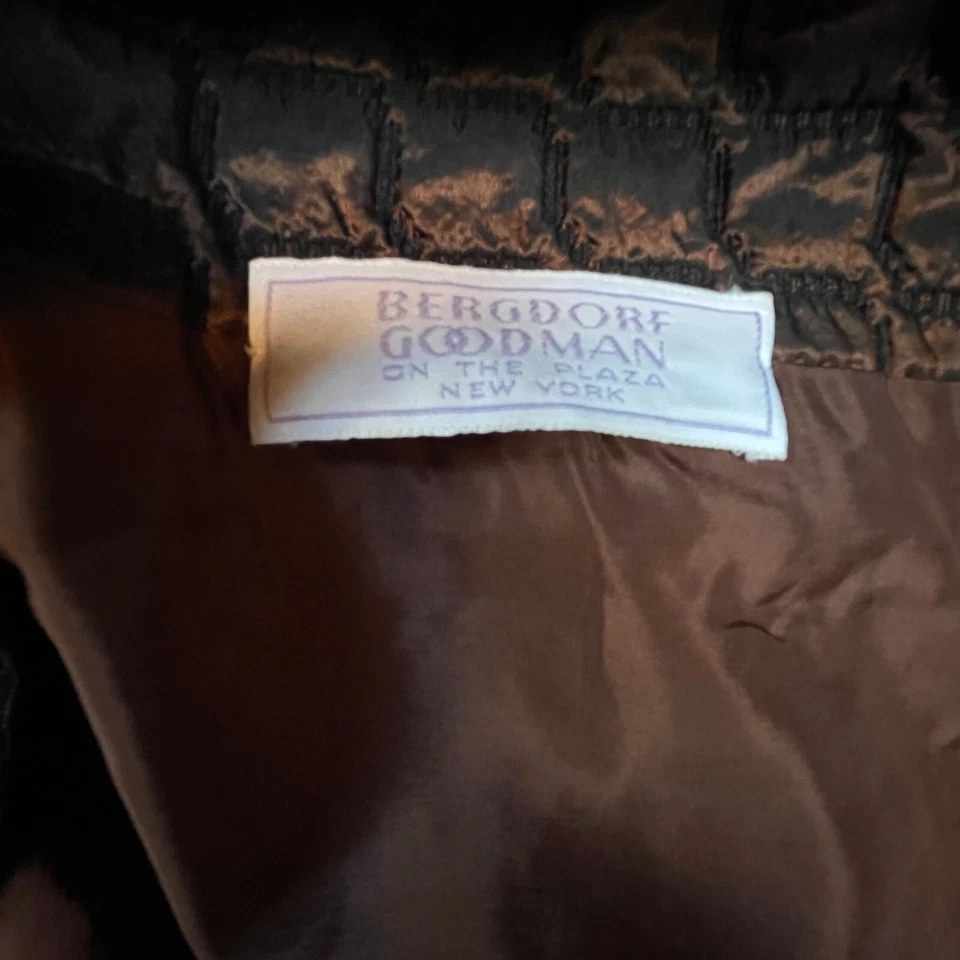 BERGDORF
GOODMAN
ON THE PLAZA
NEW YORK